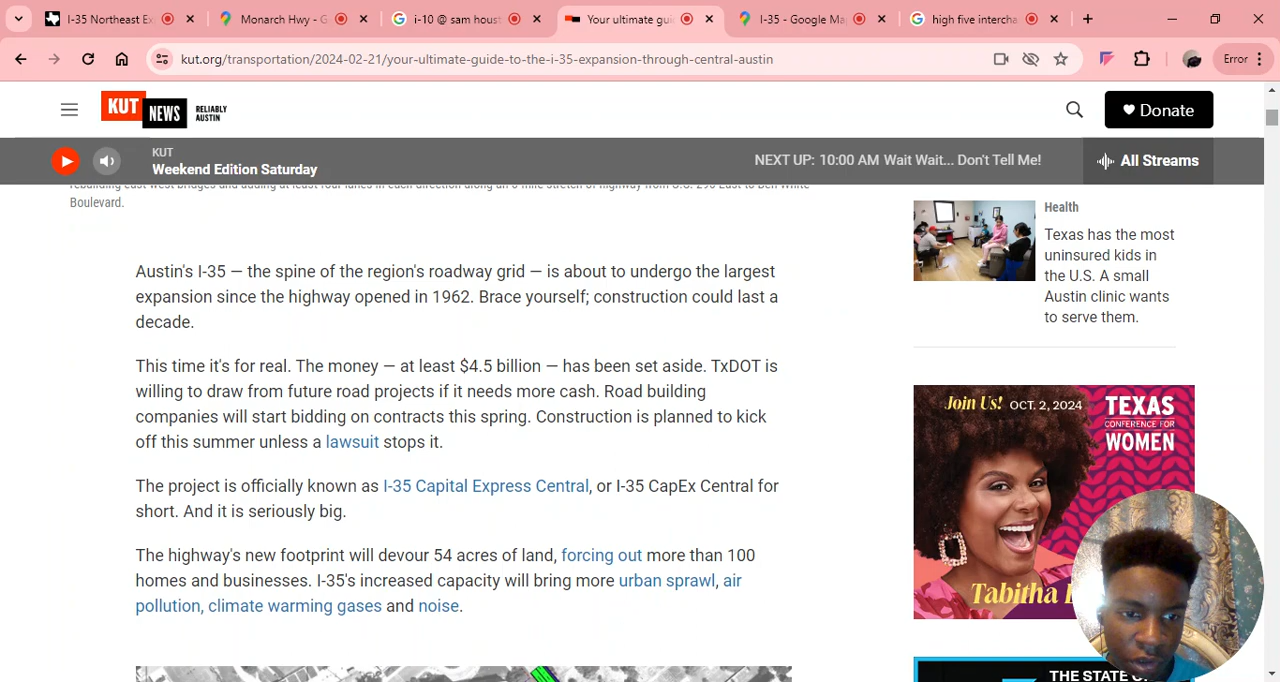 I-35 Northeast Ex
Monarch Hwy - G
i-10 @ sam houst
Your ultimate gui
I-35 - Google Ma
high five interch
kut.org/transportation/2024-02-21/your-ultimate-guide-to-the-i-35-expansion-through-central-austin
Error
KUT NEWS RELIABLY AUSTIN
Donate
KUT
Weekend Edition Saturday
NEXT UP: 10:00 AM Wait Wait... Don't Tell Me!
All Streams
rebuilding east-west bridges and adding at least four lanes in each direction along an 8-mile stretch of highway from U.S. 290 East to Ben White
Boulevard.
Austin's I-35 — the spine of the region's roadway grid — is about to undergo the largest
expansion since the highway opened in 1962. Brace yourself; construction could last a
decade.
This time it's for real. The money — at least $4.5 billion — has been set aside. TxDOT is
willing to draw from future road projects if it needs more cash. Road building
companies will start bidding on contracts this spring. Construction is planned to kick
off this summer unless a lawsuit stops it.
The project is officially known as I-35 Capital Express Central, or I-35 CapEx Central for
short. And it is seriously big.
The highway's new footprint will devour 54 acres of land, forcing out more than 100
homes and businesses. I-35's increased capacity will bring more urban sprawl, air
pollution, climate warming gases and noise.
Health
Texas has the most
uninsured kids in
the U.S. A small
Austin clinic wants
to serve them.
Join Us! OCT. 2, 2024
TEXAS
CONFERENCE FOR
WOMEN
Tabitha
THE STATE O